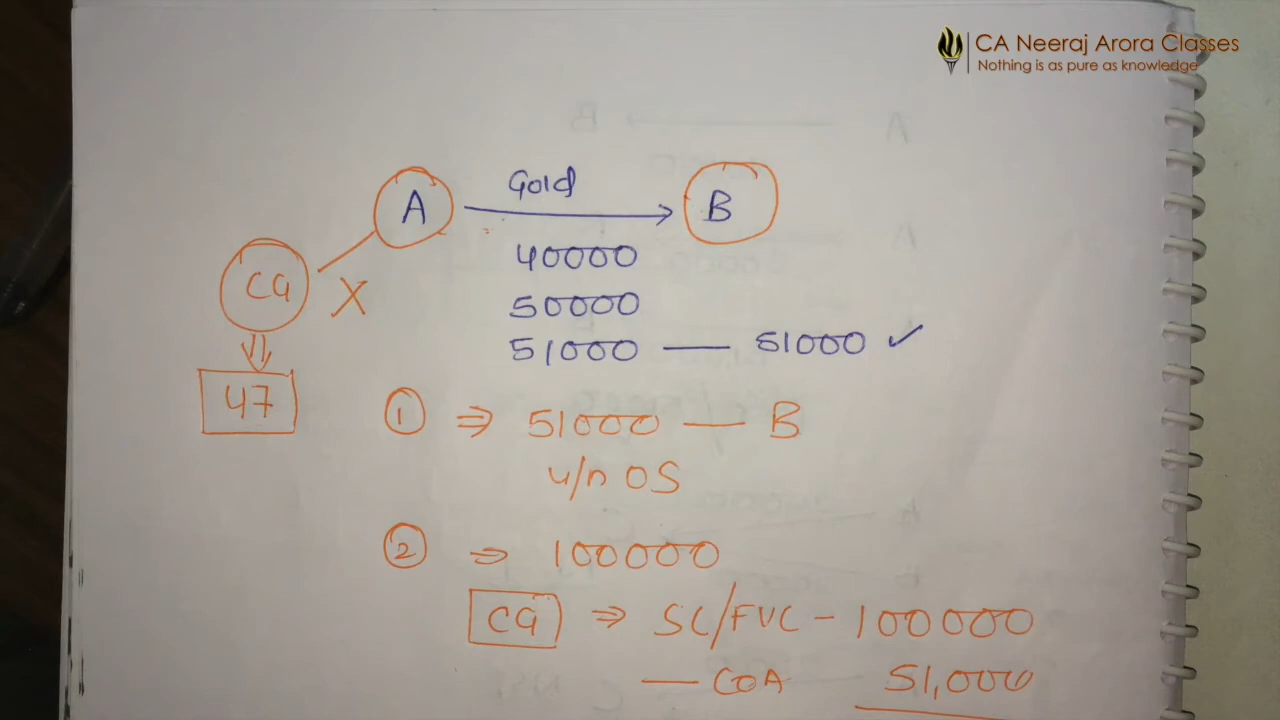 CA Neeraj Arora Classes
Nothing is as pure as knowledge
Gold
A B
40000
CG X
50000
51000 — 51000 ✓
47
① ⇒ 51000 — B
u/n OS
② ⇒ 100000
CG ⇒ SC/FVC - 100000
— COA 51,000